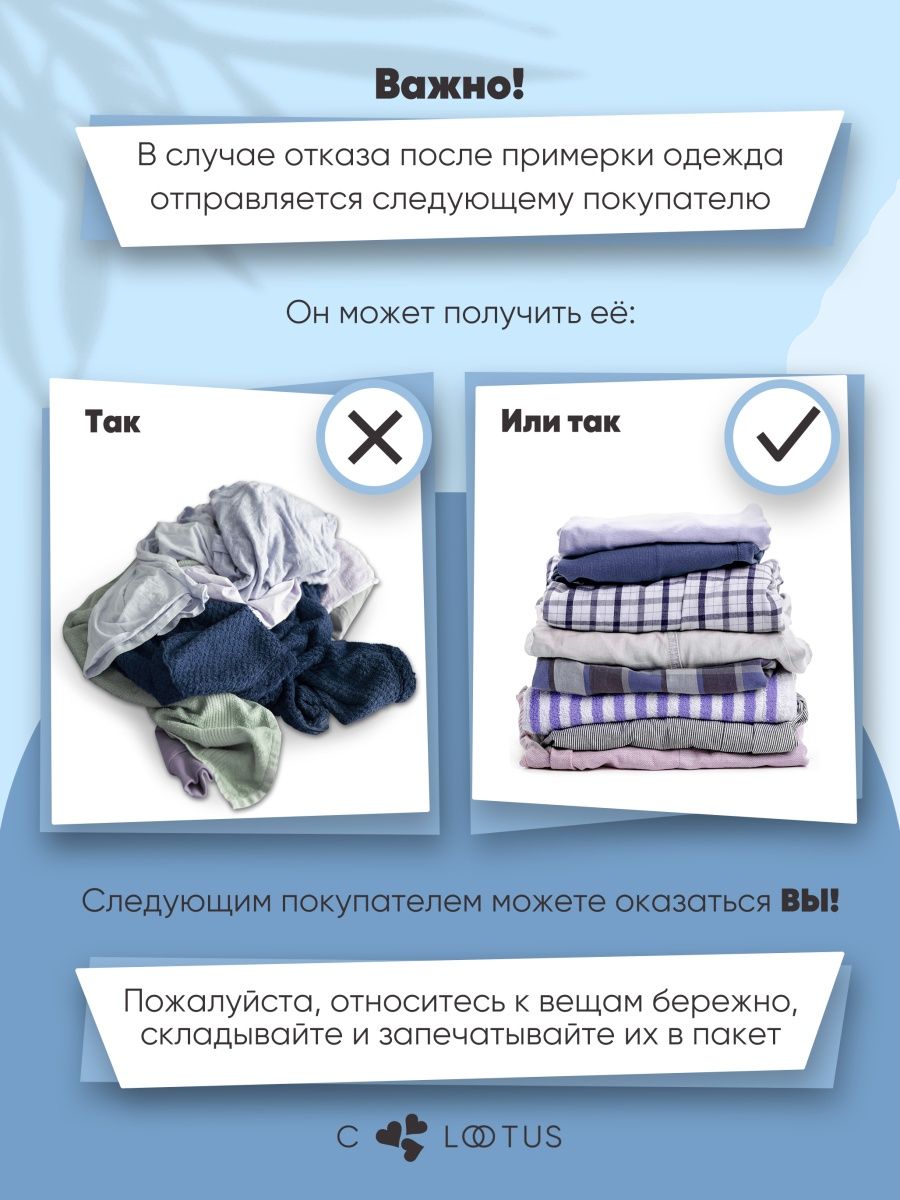 Важно!
В случае отказа после примерки одежда
отправляется следующему покупателю
Он может получить её:
Так
Или так
Следующим покупателем можете оказаться ВЫ!
Пожалуйста, относитесь к вещам бережно,
складывайте и запечатывайте их в пакет
C LOOTUS